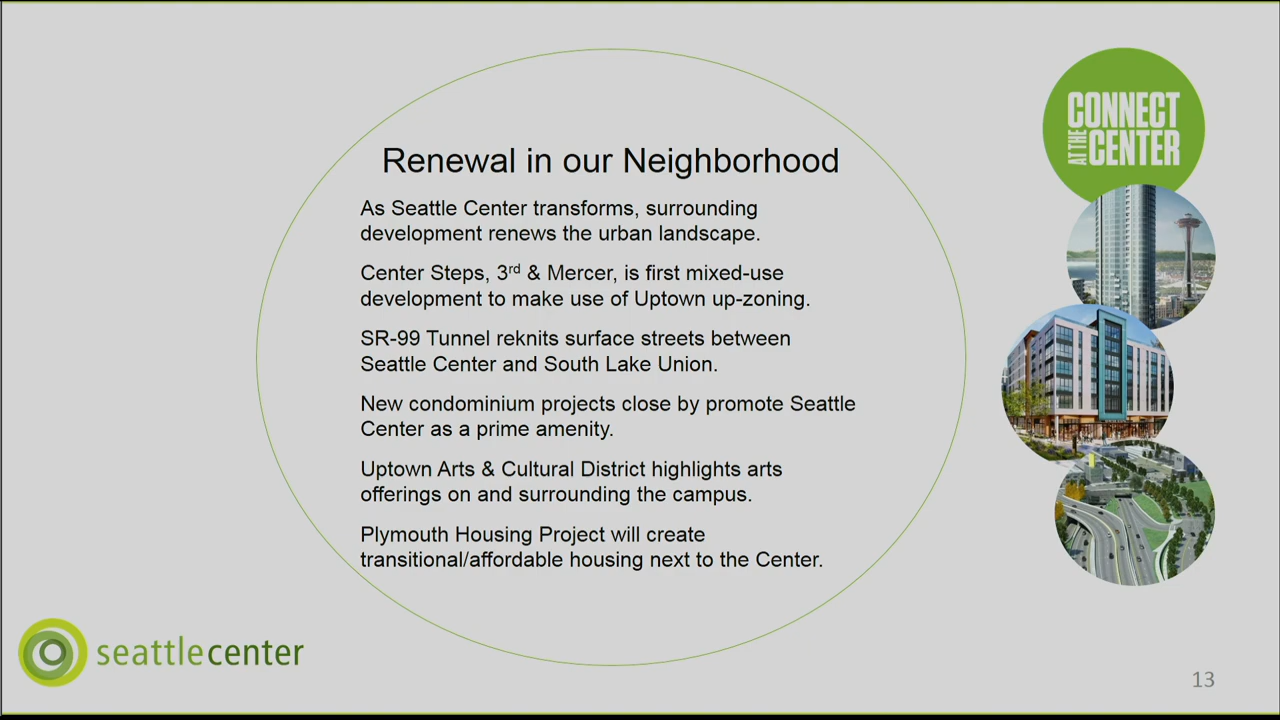 Renewal in our Neighborhood
As Seattle Center transforms, surrounding
development renews the urban landscape.
Center Steps, 3rd & Mercer, is first mixed-use
development to make use of Uptown up-zoning.
SR-99 Tunnel reknits surface streets between
Seattle Center and South Lake Union.
New condominium projects close by promote Seattle
Center as a prime amenity.
Uptown Arts & Cultural District highlights arts
offerings on and surrounding the campus.
Plymouth Housing Project will create
transitional/affordable housing next to the Center.
CONNECT
AT THE CENTER
seattlecenter
13